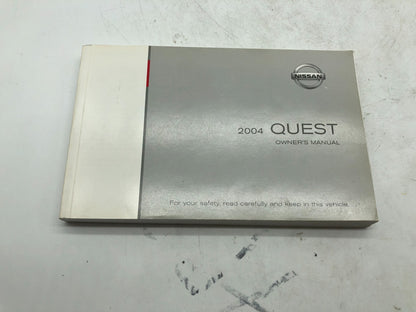 NISSAN
2004 QUEST
OWNER'S MANUAL
For your safety, read carefully and keep in this vehicle.